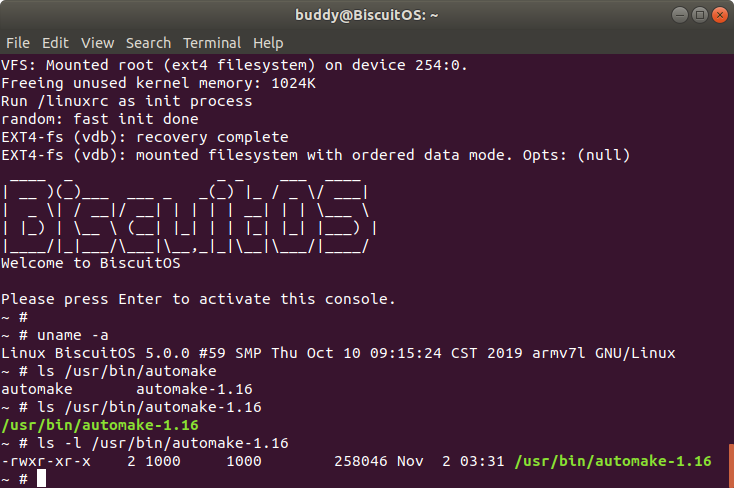 buddy@BiscuitOS: ~
File Edit View Search Terminal Help
VFS: Mounted root (ext4 filesystem) on device 254:0.
Freeing unused kernel memory: 1024K
Run /linuxrc as init process
random: fast init done
EXT4-fs (vdb): recovery complete
EXT4-fs (vdb): mounted filesystem with ordered data mode. Opts: (null)
 ____  _                _ _    ___  ____
| __ )(_)___  ___ _   _(_) |_ / _ \/ ___|
|  _ \| / __|/ __| | | | | __| | | \___ \
| |_) | \__ \ (__| |_| | | |_| |_| |___) |
|____/|_|___/\___|\__,_|_|\__|\___/|____/
Welcome to BiscuitOS
Please press Enter to activate this console.
~ #
~ # uname -a
Linux BiscuitOS 5.0.0 #59 SMP Thu Oct 10 09:15:24 CST 2019 armv7l GNU/Linux
~ # ls /usr/bin/automake
automake       automake-1.16
~ # ls /usr/bin/automake-1.16
/usr/bin/automake-1.16
~ # ls -l /usr/bin/automake-1.16
-rwxr-xr-x    2 1000     1000        258046 Nov  2 03:31 /usr/bin/automake-1.16
~ #